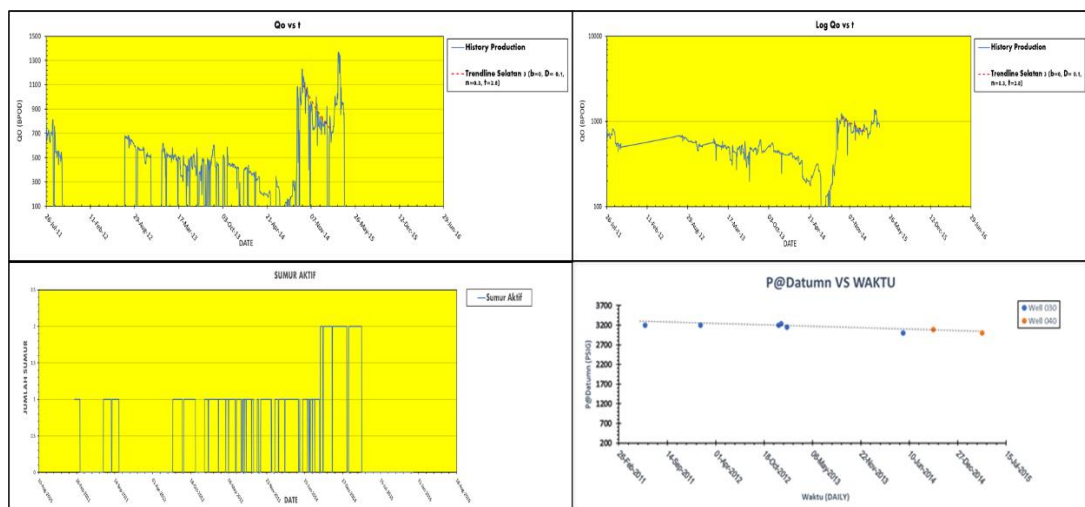 Qo vs t
1500
1300
1100
900
700
500
300
100
QO (BPOD)
26-Jul-11
11-Feb-12
29-Aug-12
17-Mar-13
03-Oct-13
21-Apr-14
07-Nov-14
26-May-15
12-Dec-15
29-Jun-16
DATE
History Production
Trendline Selatan 3 (b=0, D= 0.1,
Log Qo vs t
10000
1000
100
QO (BPOD)
26-Jul-11
11-Feb-12
29-Aug-12
17-Mar-13
03-Oct-13
21-Apr-14
07-Nov-14
26-May-15
12-Dec-15
29-Jun-16
DATE
History Production
Trendline Selatan 3 (b=0, D= 0.1,
SUMUR AKTIF
JUMLAH SUMUR
2
1
0
DATE
Sumur Aktif
P@Datumn VS WAKTU
3700
3200
2700
2200
1700
1200
700
200
P@Datumn (PSIG)
26-Feb-2011
14-Sep-2011
01-Apr-2012
18-Oct-2012
06-May-2013
22-Nov-2013
10-Jun-2014
27-Dec-2014
15-Jul-2015
Waktu (DAILY)
Well 030
Well 040